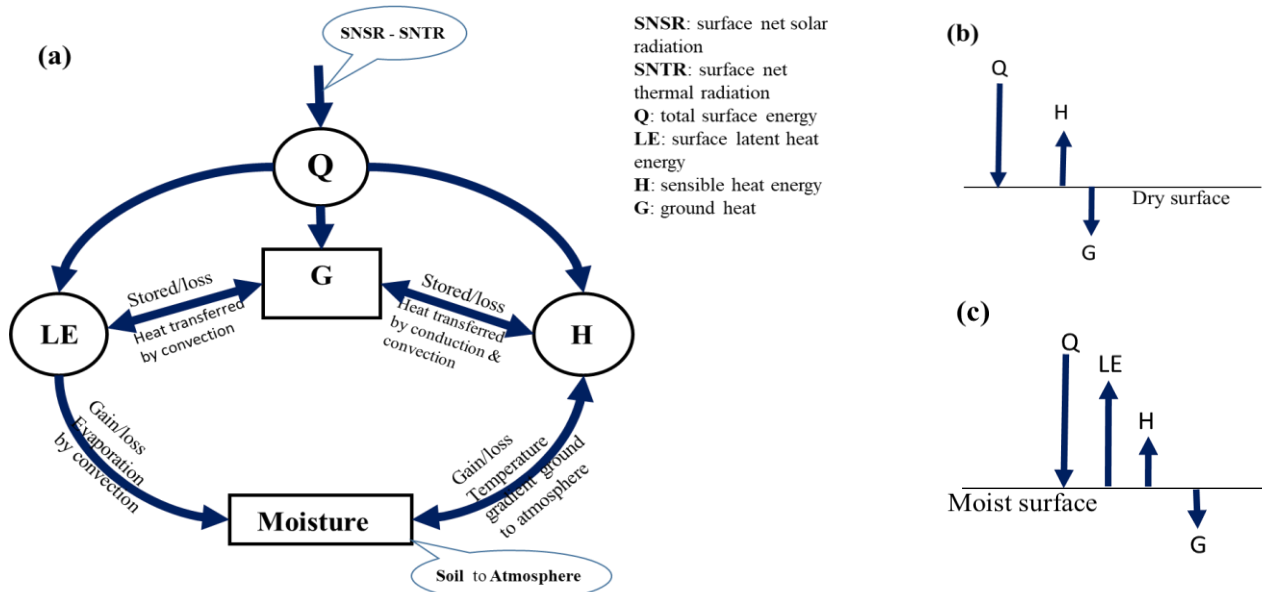 (a)
SNSR - SNTR
Q
G
LE
H
Stored/loss
Heat transferred
by convection
Stored/loss
Heat transferred
by conduction &
convection
Gain/loss
Evaporation
by convection
Gain/loss
Temperature
gradient ground
to atmosphere
Moisture
Soil to Atmosphere
SNSR: surface net solar
radiation
SNTR: surface net
thermal radiation
Q: total surface energy
LE: surface latent heat
energy
H: sensible heat energy
G: ground heat
(b)
Q
H
Dry surface
G
(c)
Q
LE
H
Moist surface
G